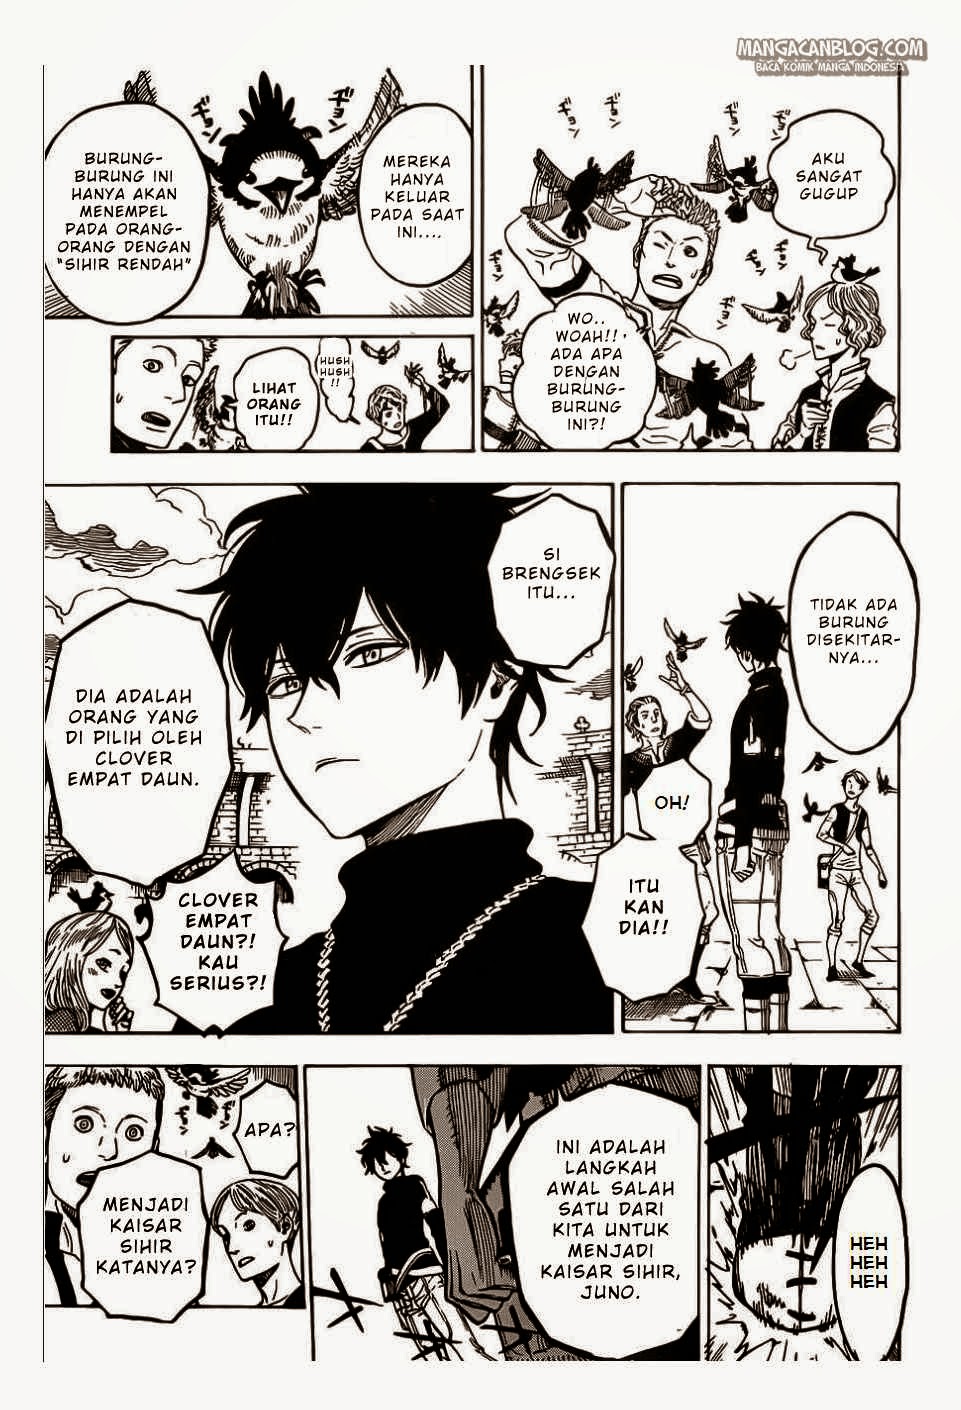 MANGACANBLOG.COM
BACA KOMIK MANGA INDONESIA
AKU
SANGAT
GUGUP
WO..
WOAH!!
ADA APA
DENGAN
BURUNG-
BURUNG
INI?!
MEREKA
HANYA
KELUAR
PADA SAAT
INI....
BURUNG-
BURUNG INI
HANYA AKAN
MENEMPEL
PADA ORANG-
ORANG DENGAN
"SIHIR RENDAH"
HUSH
HUSH
!!
LIHAT
ORANG
ITU!!
TIDAK ADA
BURUNG
DISEKITAR-
NYA...
OH!
ITU
KAN
DIA!!
SI
BRENGSEK
ITU...
DIA ADALAH
ORANG YANG
DI PILIH OLEH
CLOVER
EMPAT DAUN.
CLOVER
EMPAT
DAUN?!
KAU
SERIUS?!
HEH
HEH
HEH
INI ADALAH
LANGKAH
AWAL SALAH
SATU DARI
KITA UNTUK
MENJADI
KAISAR SIHIR,
JUNO.
APA?
MENJADI
KAISAR
SIHIR
KATANYA?